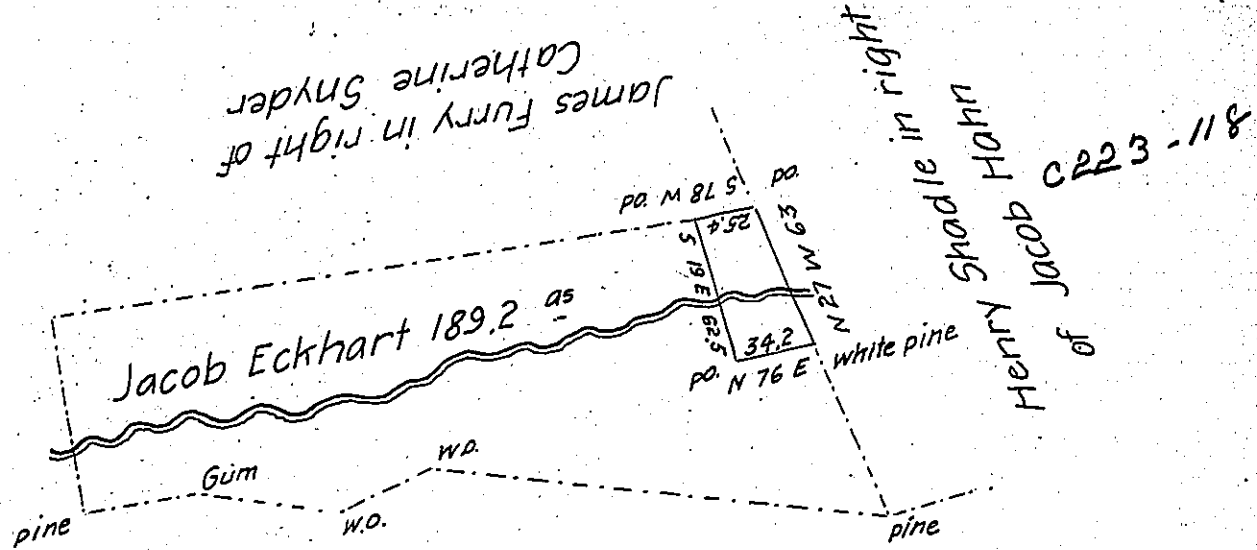 James Furry in right of
Catherine Snyder
Henry Shadle in right
of Jacob Hahn
C223-118
po. S 78 W po.
25.4
N 27 W 63
S 19 E 62.5
34.2
po. N 76 E white pine
Jacob Eckhart 189.2 as
Gum
w.o.
w.o.
pine
pine